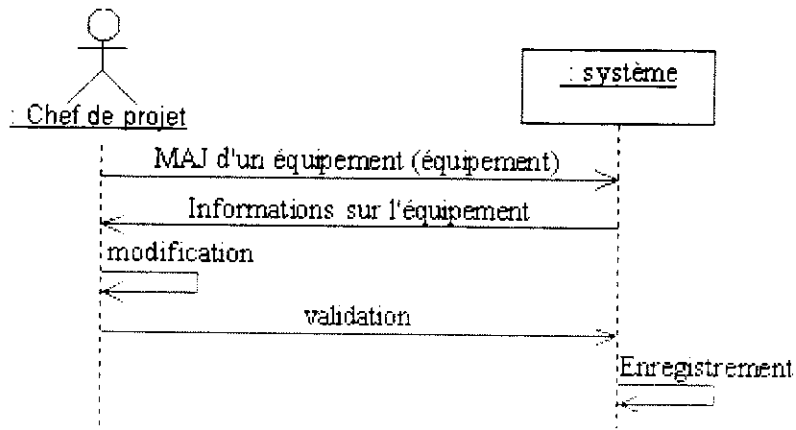 : système
: Chef de projet
MAJ d'un équipement (équipement)
Informations sur l'équipement
modification
validation
Enregistrement